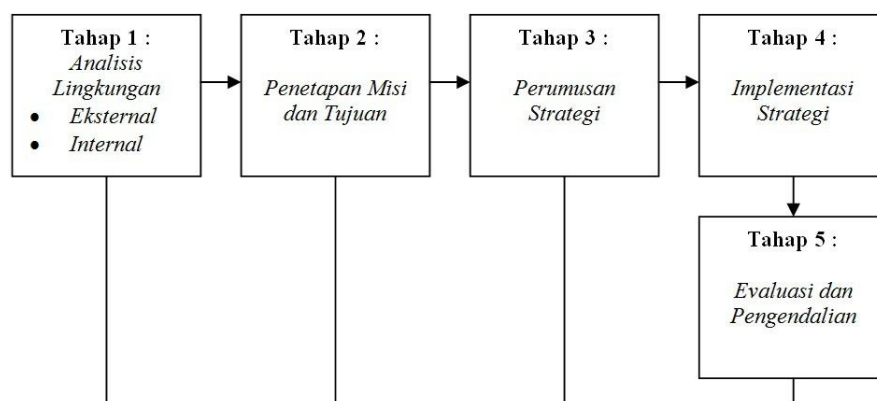 Tahap 1 :
Analisis
Lingkungan
• Eksternal
• Internal
Tahap 2 :
Penetapan Misi
dan Tujuan
Tahap 3 :
Perumusan
Strategi
Tahap 4 :
Implementasi
Strategi
Tahap 5 :
Evaluasi dan
Pengendalian